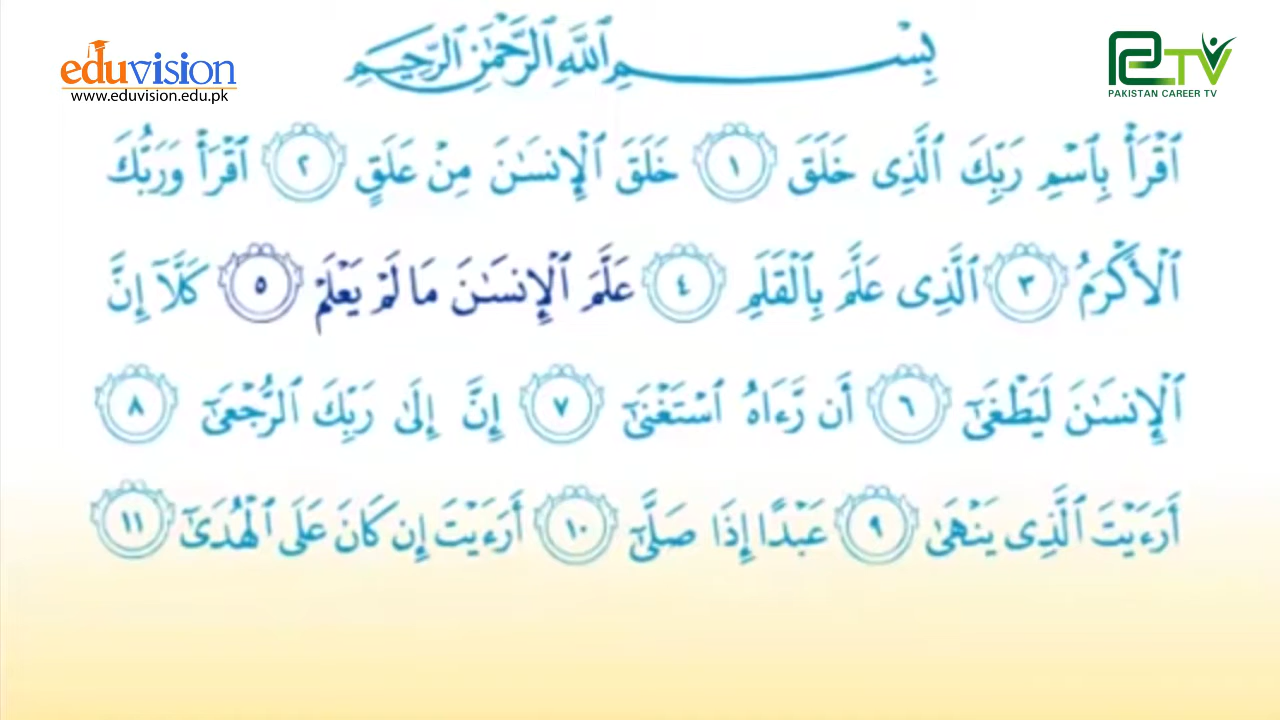 eduvision
www.eduvision.edu.pk
PCTV
PAKISTAN CAREER TV
بِسْمِ ٱللَّهِ ٱلرَّحْمَٰنِ ٱلرَّحِيمِ
ٱقْرَأْ بِٱسْمِ رَبِّكَ ٱلَّذِى خَلَقَ ١ خَلَقَ ٱلْإِنسَٰنَ مِنْ عَلَقٍ ٢ ٱقْرَأْ وَرَبُّكَ
ٱلْأَكْرَمُ ٣ ٱلَّذِى عَلَّمَ بِٱلْقَلَمِ ٤ عَلَّمَ ٱلْإِنسَٰنَ مَا لَمْ يَعْلَمْ ٥ كَلَّآ إِنَّ
ٱلْإِنسَٰنَ لَيَطْغَىٰٓ ٦ أَن رَّءَاهُ ٱسْتَغْنَىٰٓ ٧ إِنَّ إِلَىٰ رَبِّكَ ٱلرُّجْعَىٰٓ ٨
أَرَءَيْتَ ٱلَّذِى يَنْهَىٰ ٩ عَبْدًا إِذَا صَلَّىٰٓ ١٠ أَرَءَيْتَ إِن كَانَ عَلَى ٱلْهُدَىٰٓ ١١